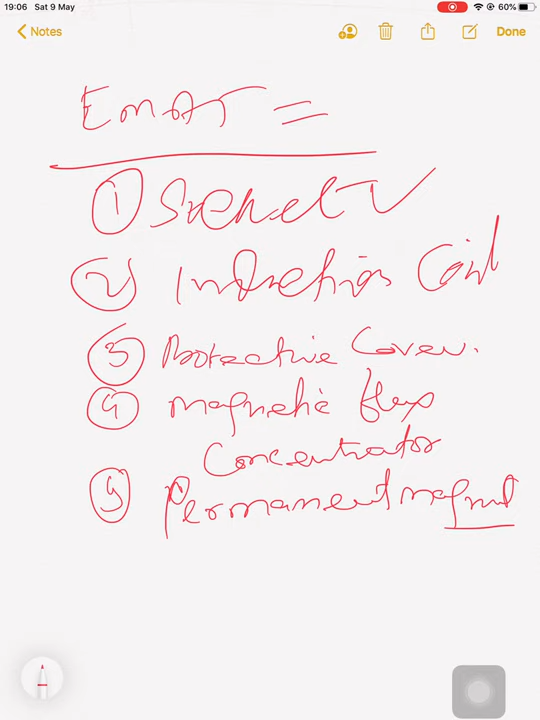 19:06 Sat 9 May 60%
Notes Done
EMAT =
① 
② Induction Coil
③ Protective Cover.
④ magnetic flux
Concentrator
⑤ Permanent magnet